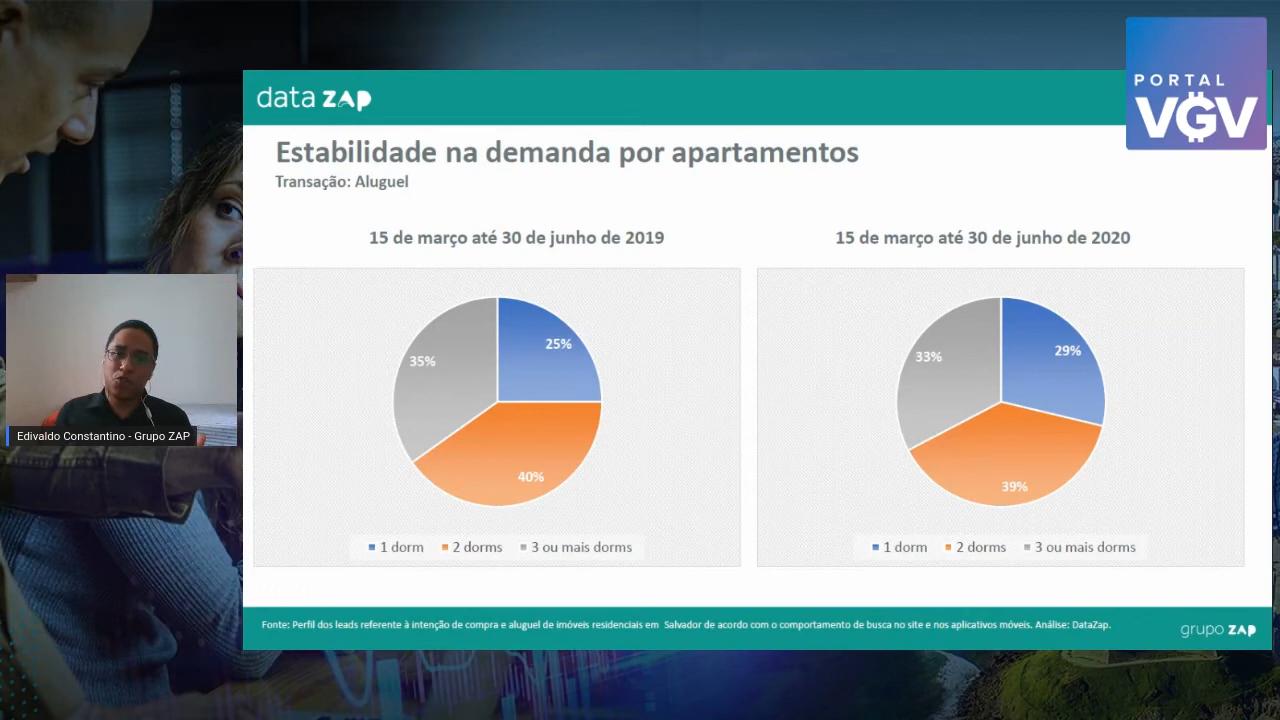 PORTAL
VGV
data ZAP
Estabilidade na demanda por apartamentos
Transação: Aluguel
15 de março até 30 de junho de 2019
25%
35%
40%
1 dorm 2 dorms 3 ou mais dorms
15 de março até 30 de junho de 2020
29%
33%
39%
1 dorm 2 dorms 3 ou mais dorms
Edivaldo Constantino - Grupo ZAP
Fonte: Perfil dos leads referente à intenção de compra e aluguel de imóveis residenciais em Salvador de acordo com o comportamento de busca no site e nos aplicativos móveis. Análise: DataZap.
grupo ZAP